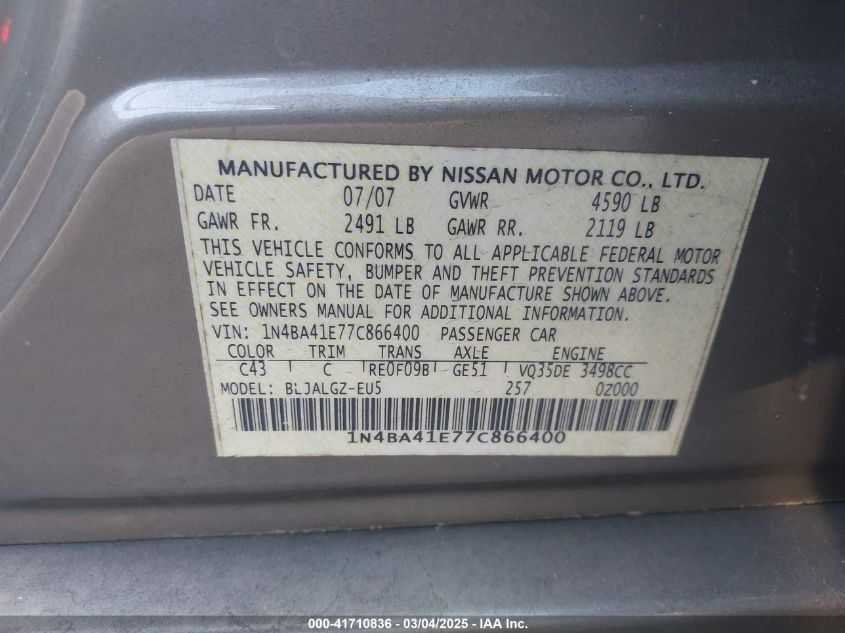 MANUFACTURED BY NISSAN MOTOR CO., LTD.
DATE 07/07 GVWR 4590 LB
GAWR FR. 2491 LB GAWR RR. 2119 LB
THIS VEHICLE CONFORMS TO ALL APPLICABLE FEDERAL MOTOR
VEHICLE SAFETY, BUMPER AND THEFT PREVENTION STANDARDS
IN EFFECT ON THE DATE OF MANUFACTURE SHOWN ABOVE.
SEE OWNERS MANUAL FOR ADDITIONAL INFORMATION.
VIN: 1N4BA41E77C866400 PASSENGER CAR
COLOR TRIM TRANS AXLE ENGINE
C43 C RE0F09B GE51 VQ35DE 3498CC
MODEL: BLJALGZ-EU5 257 0Z000
1N4BA41E77C866400
000-41710836 - 03/04/2025 - IAA Inc.